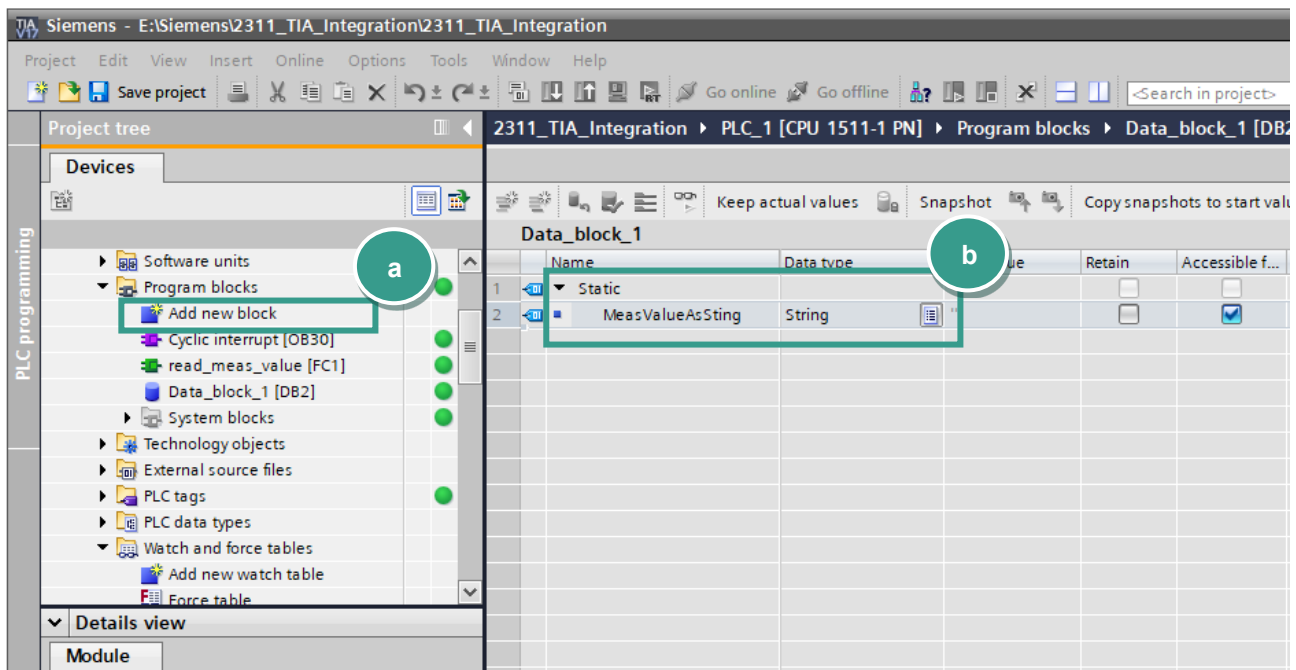 Siemens - E:\Siemens\2311_TIA_Integration\2311_TIA_Integration
Project Edit View Insert Online Options Tools Window Help
Save project Go online Go offline <Search in project>
Project tree
2311_TIA_Integration PLC_1 [CPU 1511-1 PN] Program blocks Data_block_1 [DB2
Devices
Keep actual values Snapshot Copy snapshots to start valu
PLC programming
Data_block_1
Name Data type ue Retain Accessible f...
a
b
Software units
Program blocks
Add new block
Cyclic interrupt [OB30]
read_meas_value [FC1]
Data_block_1 [DB2]
System blocks
Technology objects
External source files
PLC tags
PLC data types
Watch and force tables
Add new watch table
Force table
1 Static
2 MeasValueAsSting String
Details view
Module